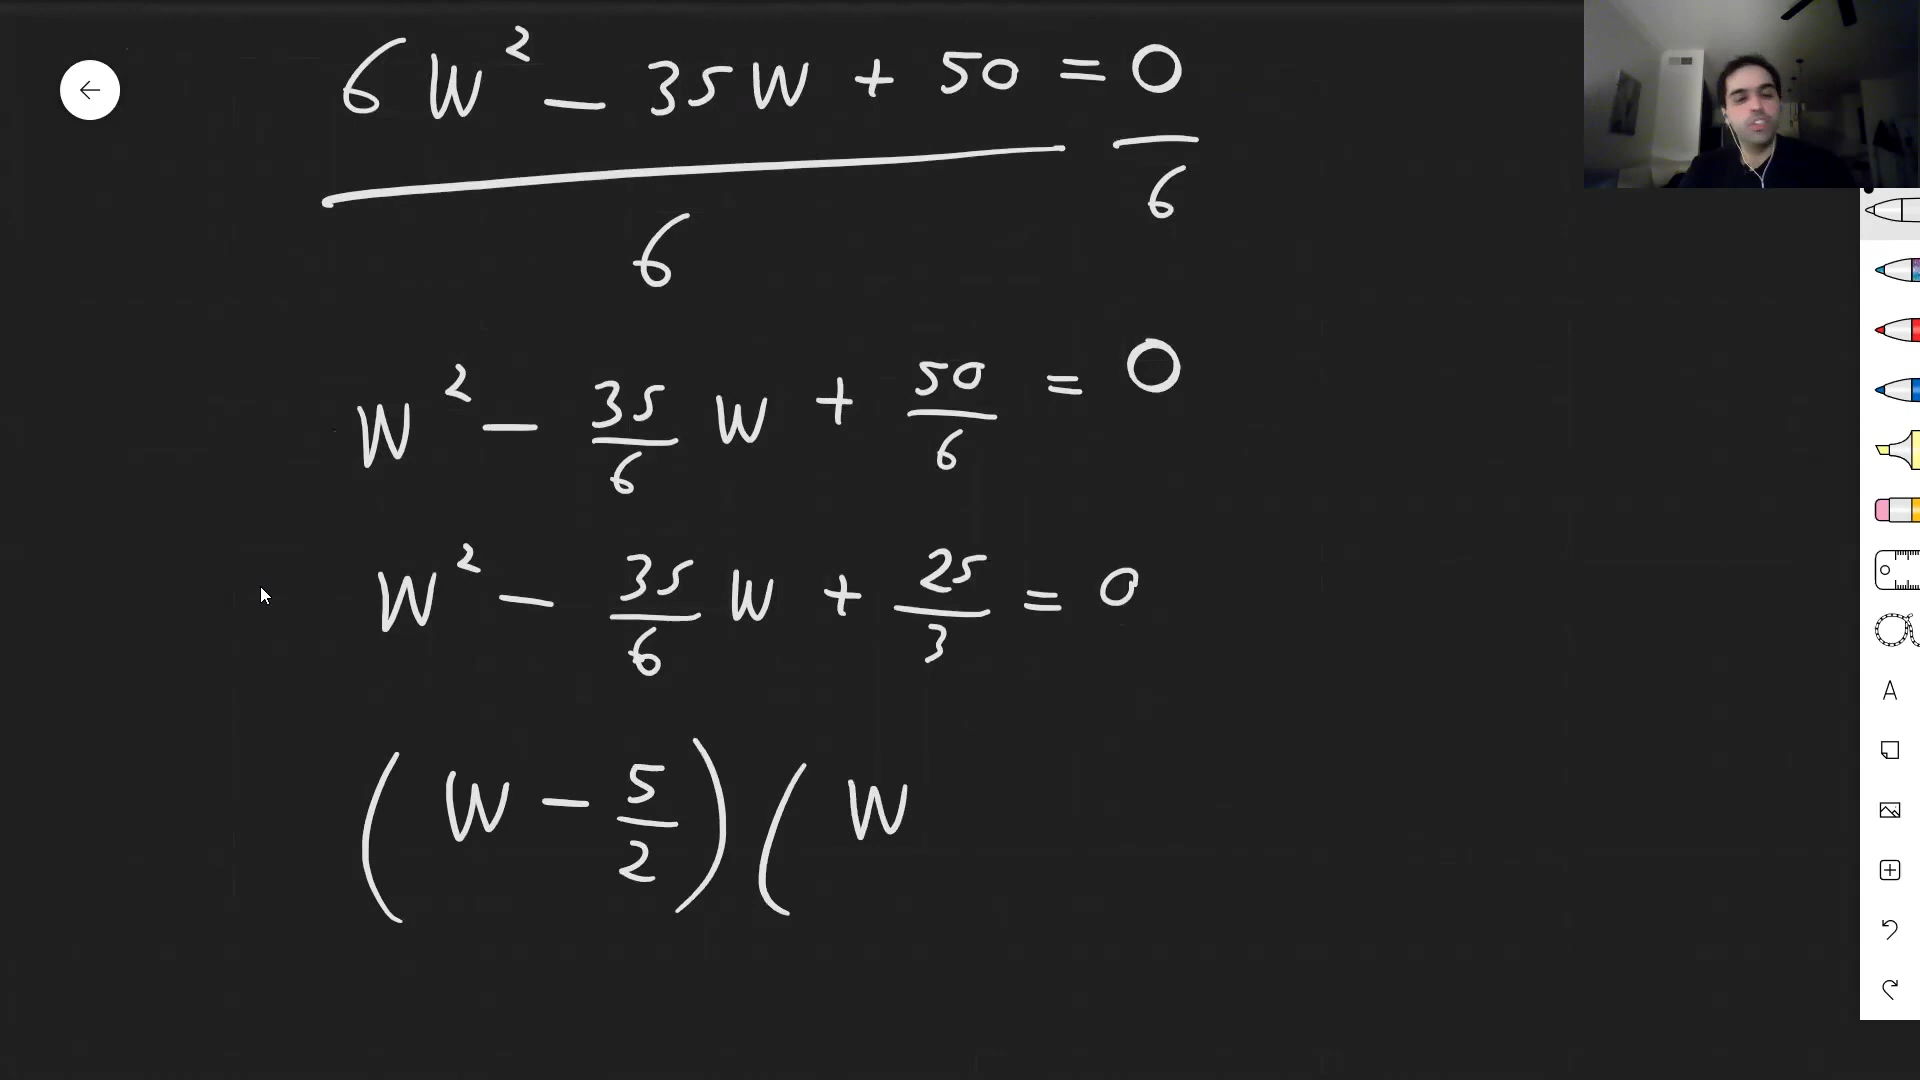 6W² - 35W + 50 = 0
6 6
W² - 35/6 W + 50/6 = 0
W² - 35/6 W + 25/3 = 0
(W - 5/2)(W
A